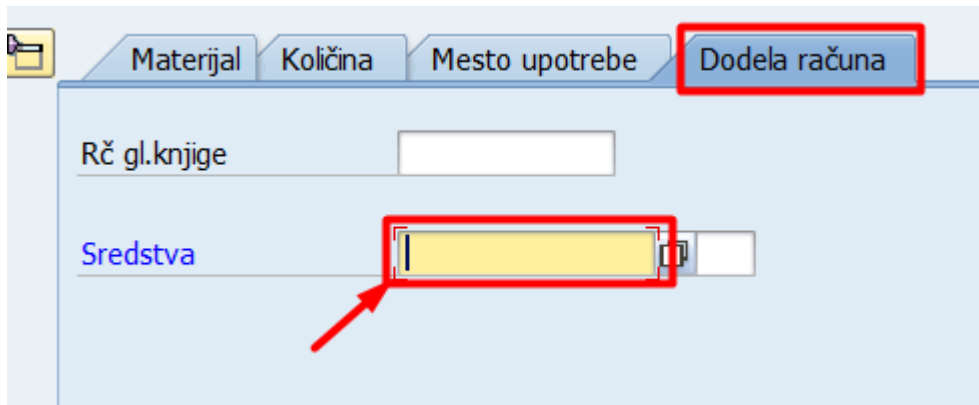 Materijal Količina Mesto upotrebe Dodela računa
Rč gl.knjige
Sredstva